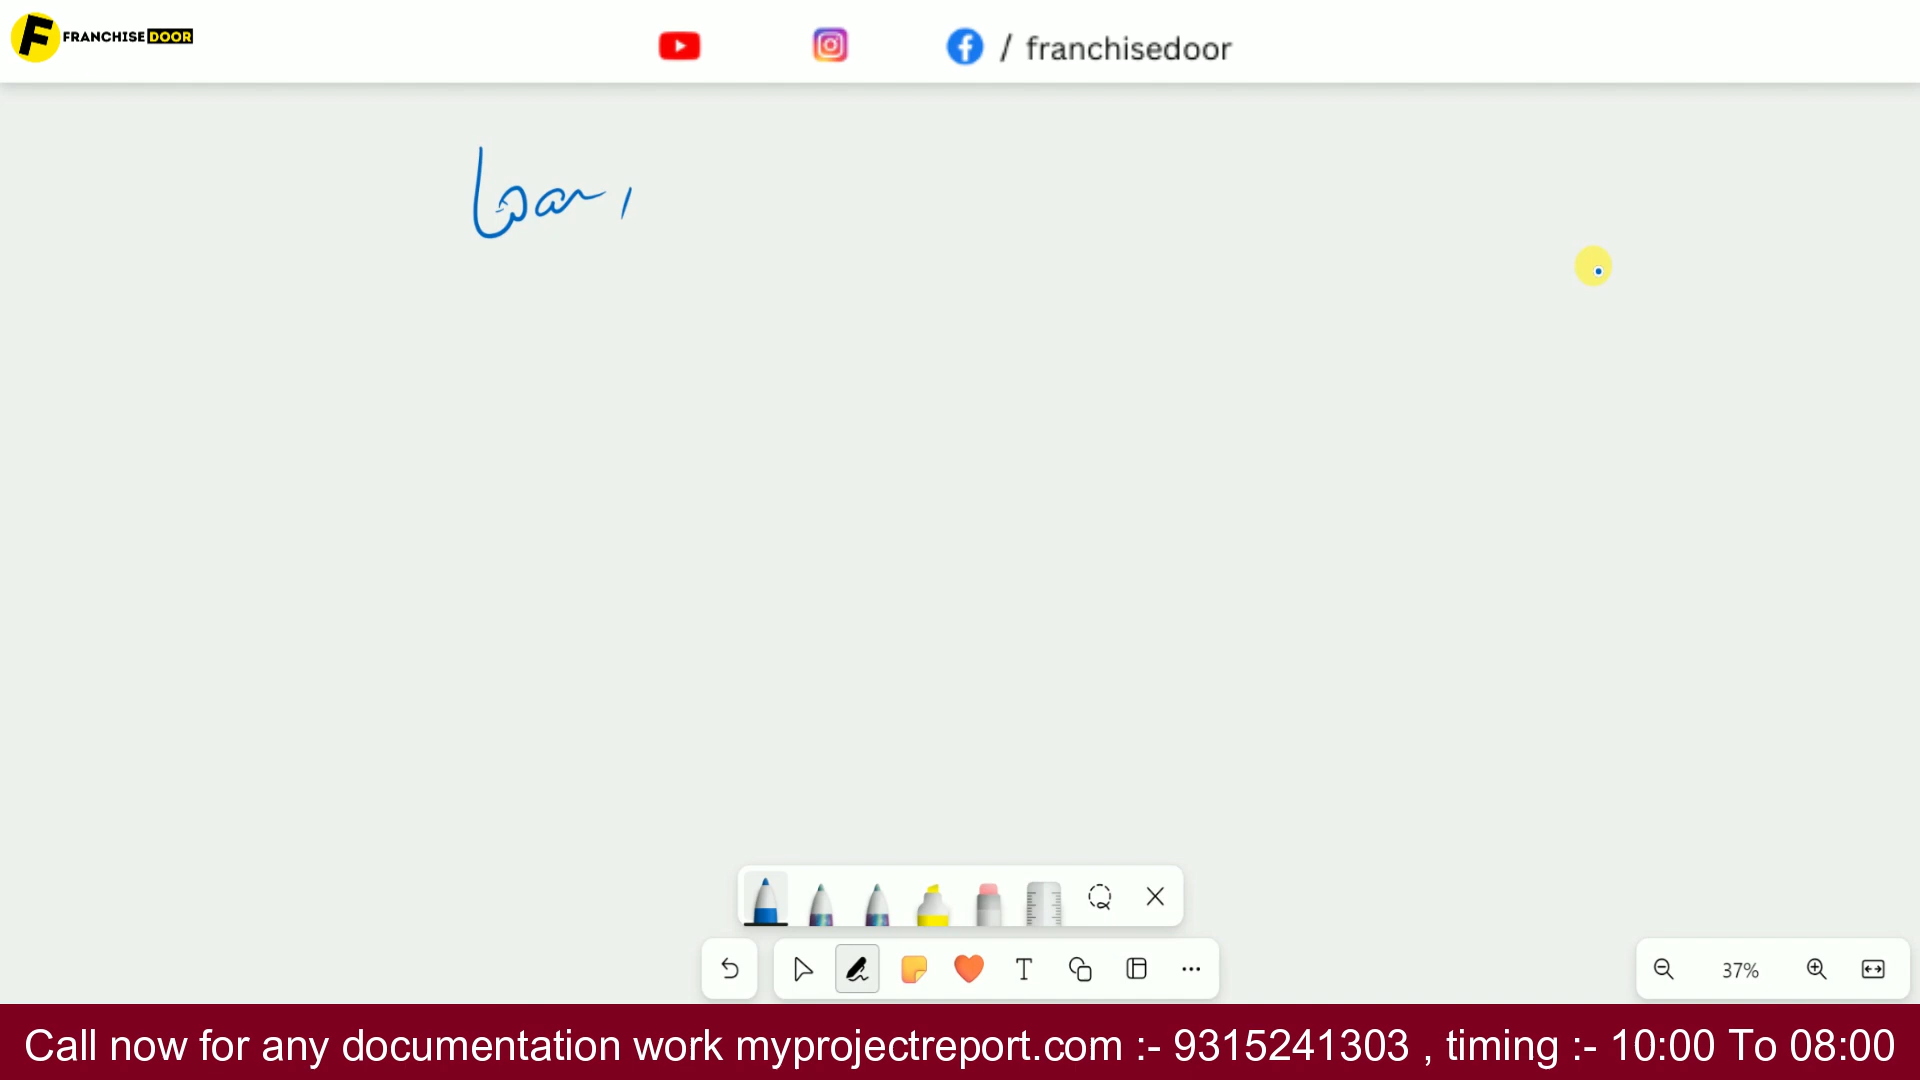 FRANCHISE DOOR
/ franchisedoor
Loan,
37%
Call now for any documentation work myprojectreport.com :- 9315241303 , timing :- 10:00 To 08:00